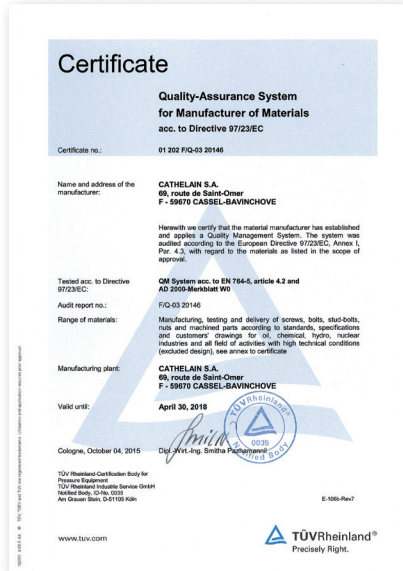 Certificate
Quality-Assurance System
for Manufacturer of Materials
acc. to Directive 97/23/EC
Certificate no.:
01 202 F/Q-03 20146
Name and address of the
manufacturer:
CATHELAIN S.A.
69, route de Saint-Omer
F - 59670 CASSEL-BAVINCHOVE
Herewith we certify that the material manufacturer has established
and applies a Quality Management System. The system was
audited according to the European Directive 97/23/EC, Annex I,
Par. 4.3, with regard to the materials as listed in the scope of
approval.
Tested acc. to Directive
97/23/EC:
QM System acc. to EN 764-5, article 4.2 and
AD 2000-Merkblatt W0
Audit report no.:
F/Q-03 20146
Range of materials:
Manufacturing, testing and delivery of screws, bolts, stud-bolts,
nuts and machined parts according to standards, specifications
and customers' drawings for oil, chemical, hydro, nuclear
industries and all field of activities with high technical conditions
(excluded design), see annex to certificate
Manufacturing plant:
CATHELAIN S.A.
69, route de Saint-Omer
F - 59670 CASSEL-BAVINCHOVE
Valid until:
April 30, 2018
TÜVRheinland
0035
Notified Body
Cologne, October 04, 2015
Dipl.-Wirt.-Ing. Smitha Pazhamannil
TÜV Rheinland-Certification Body for
Pressure Equipment
TÜV Rheinland Industrie Service GmbH
Notified Body, ID-No. 0035
Am Grauen Stein, D-51105 Köln
E-106b-Rev7
www.tuv.com
TÜVRheinland®
Precisely Right.